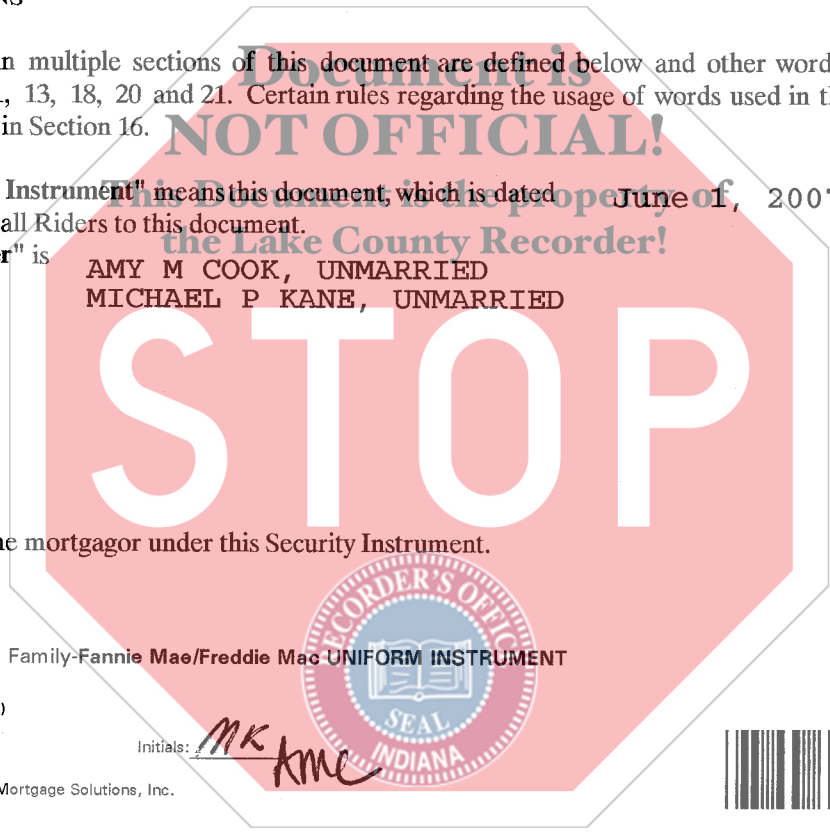 n multiple sections of this document are defined below and other word
, 13, 18, 20 and 21. Certain rules regarding the usage of words used in t
in Section 16.
Document is
NOT OFFICIAL!
This Document is the property of
the Lake County Recorder!
Instrument" means this document, which is dated June 1, 200
all Riders to this document.
r" is
AMY M COOK, UNMARRIED
MICHAEL P KANE, UNMARRIED
STOP
e mortgagor under this Security Instrument.
RECORDER'S OFFICE
SEAL
INDIANA
Family-Fannie Mae/Freddie Mac UNIFORM INSTRUMENT
)
Initials: MK AMC
Mortgage Solutions, Inc.